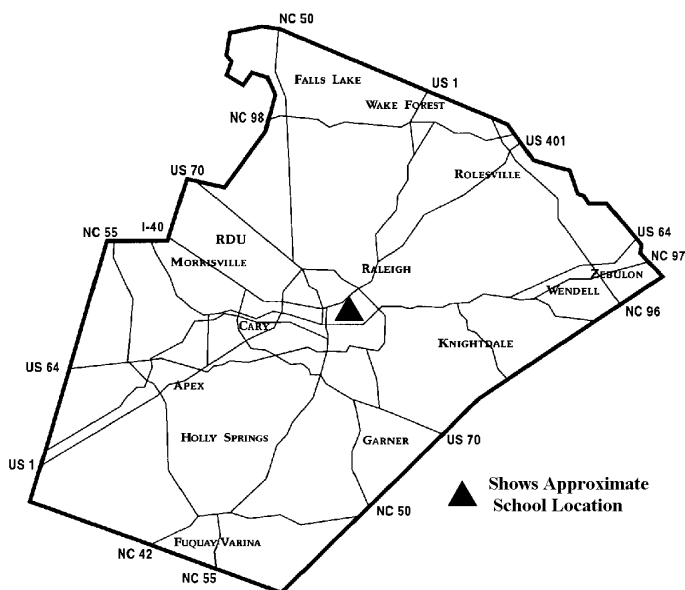 NC 50
FALLS LAKE
US 1
WAKE FOREST
NC 98
US 401
US 70
ROLESVILLE
I-40
NC 55
RDU
US 64
MORRISVILLE
RALEIGH
NC 97
ZEBULON
WENDELL
NC 96
CARY
KNIGHTDALE
US 64
APEX
HOLLY SPRINGS
GARNER
US 70
US 1
Shows Approximate
School Location
NC 50
FUQUAY-VARINA
NC 42
NC 55